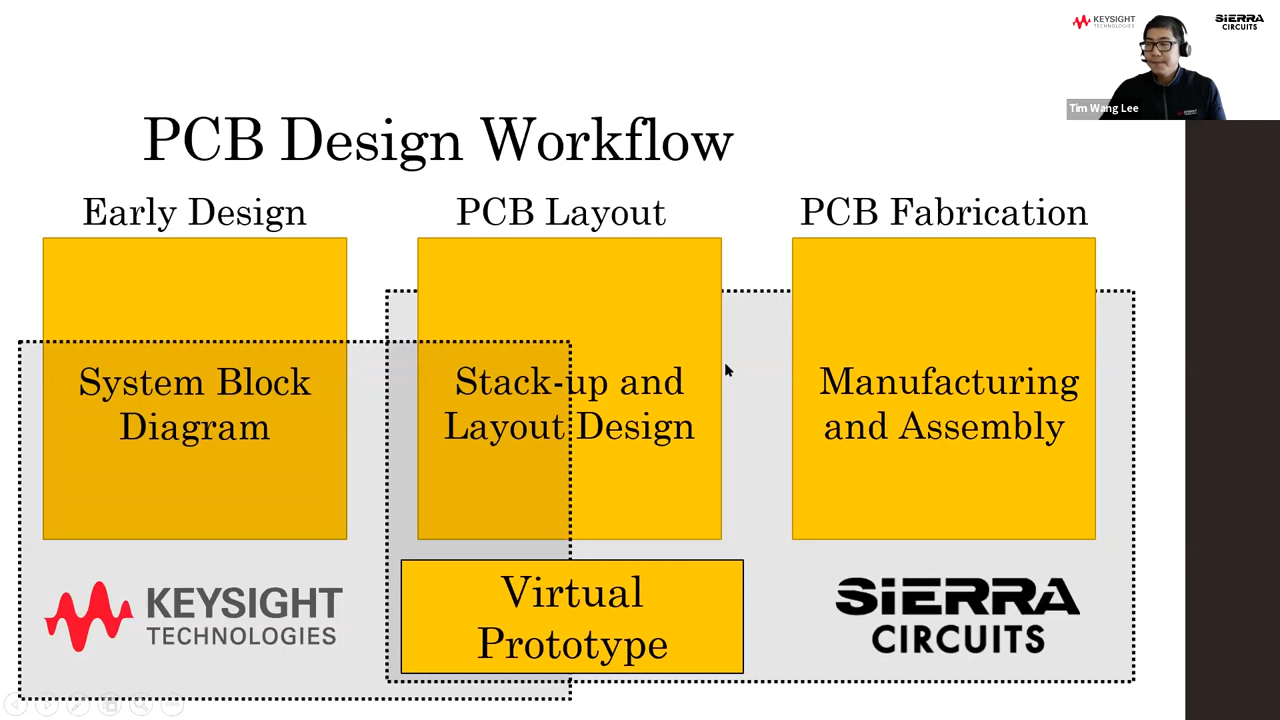 KEYSIGHT
TECHNOLOGIES
SIERRA
CIRCUITS
Tim Wang Lee
PCB Design Workflow
Early Design
PCB Layout
PCB Fabrication
System Block
Diagram
Stack-up and
Layout Design
Manufacturing
and Assembly
KEYSIGHT
TECHNOLOGIES
Virtual
Prototype
SIERRA
CIRCUITS